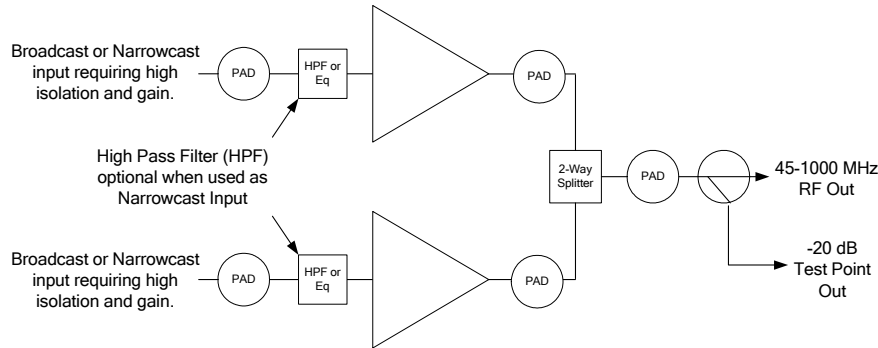 Broadcast or Narrowcast
input requiring high
isolation and gain.
PAD
HPF or
Eq
PAD
High Pass Filter (HPF)
optional when used as
Narrowcast Input
2-Way
Splitter
PAD
45-1000 MHz
RF Out
-20 dB
Test Point
Out
Broadcast or Narrowcast
input requiring high
isolation and gain.
PAD
HPF or
Eq
PAD